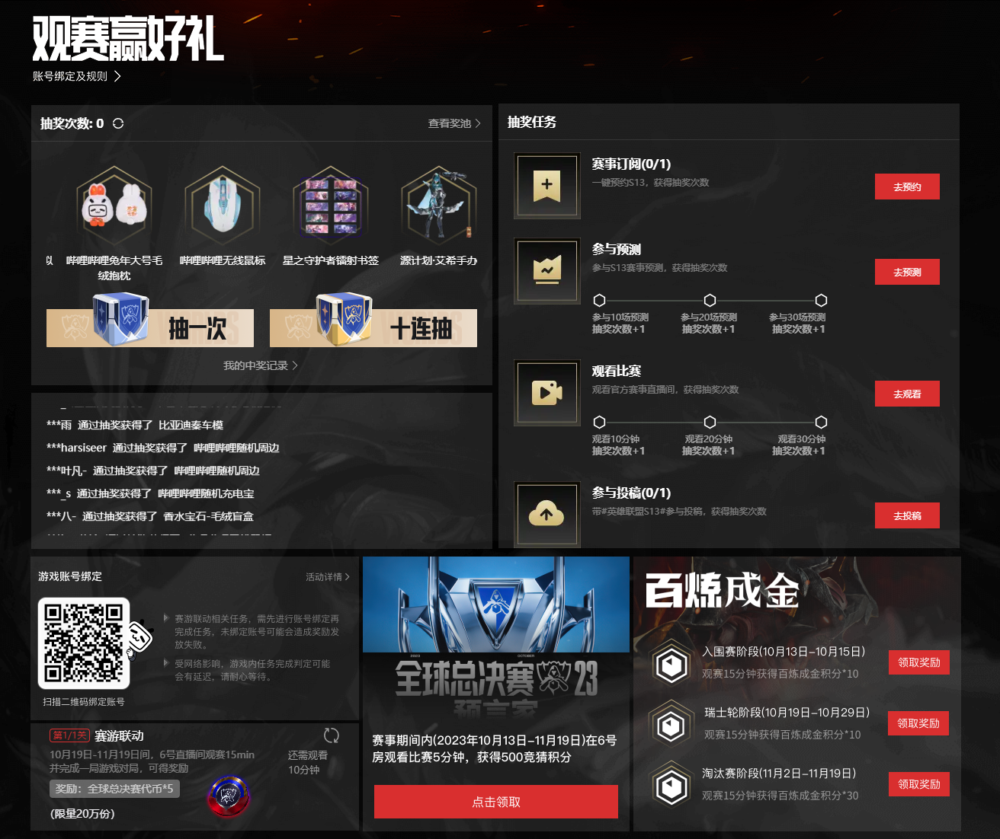 观赛赢好礼
账号绑定及规则
抽奖次数: 0
查看奖池
哔哩哔哩兔年大号毛
绒抱枕
哔哩哔哩无线鼠标
星之守护者镭射书签
源计划·艾希手办
抽一次
十连抽
我的中奖记录
***雨 通过抽奖获得了 比亚迪秦车模
***harsiseer 通过抽奖获得了 哔哩哔哩随机周边
***叶凡- 通过抽奖获得了 哔哩哔哩随机周边
***_s 通过抽奖获得了 哔哩哔哩随机充电宝
***八- 通过抽奖获得了 香水宝石-毛绒盲盒
抽奖任务
赛事订阅(0/1)
一键预约S13，获得抽奖次数
去预约
参与预测
参与S13赛事预测，获得抽奖次数
去预测
参与10场预测
抽奖次数+1
参与20场预测
抽奖次数+1
参与30场预测
抽奖次数+1
观看比赛
观看官方赛事直播间，获得抽奖次数
去观看
观看10分钟
抽奖次数+1
观看20分钟
抽奖次数+1
观看30分钟
抽奖次数+1
参与投稿(0/1)
带#英雄联盟S13#参与投稿，获得抽奖次数
去投稿
游戏账号绑定
活动详情
赛游联动相关任务，需先进行账号绑定再
完成任务，未绑定账号可能会造成奖励发
放失败。
受网络影响，游戏内任务完成判定可能
会有延迟，请耐心等待。
扫描二维码绑定账号
第1/1关 赛游联动
10月19日-11月19日间，6号直播间观赛15min
并完成一局游戏对局，可得奖励
还需观看
10分钟
奖励：全球总决赛代币*5
(限量20万份)
2023
OCTOBER
全球总决赛 23
预言家
赛事期间内(2023年10月13日-11月19日)在6号
房观看比赛5分钟，获得500竞猜积分
点击领取
百炼成金
入围赛阶段(10月13日-10月15日)
观赛15分钟获得百炼成金积分*10
领取奖励
瑞士轮阶段(10月19日-10月29日)
观赛15分钟获得百炼成金积分*10
领取奖励
淘汰赛阶段(11月2日-11月19日)
观赛15分钟获得百炼成金积分*30
领取奖励